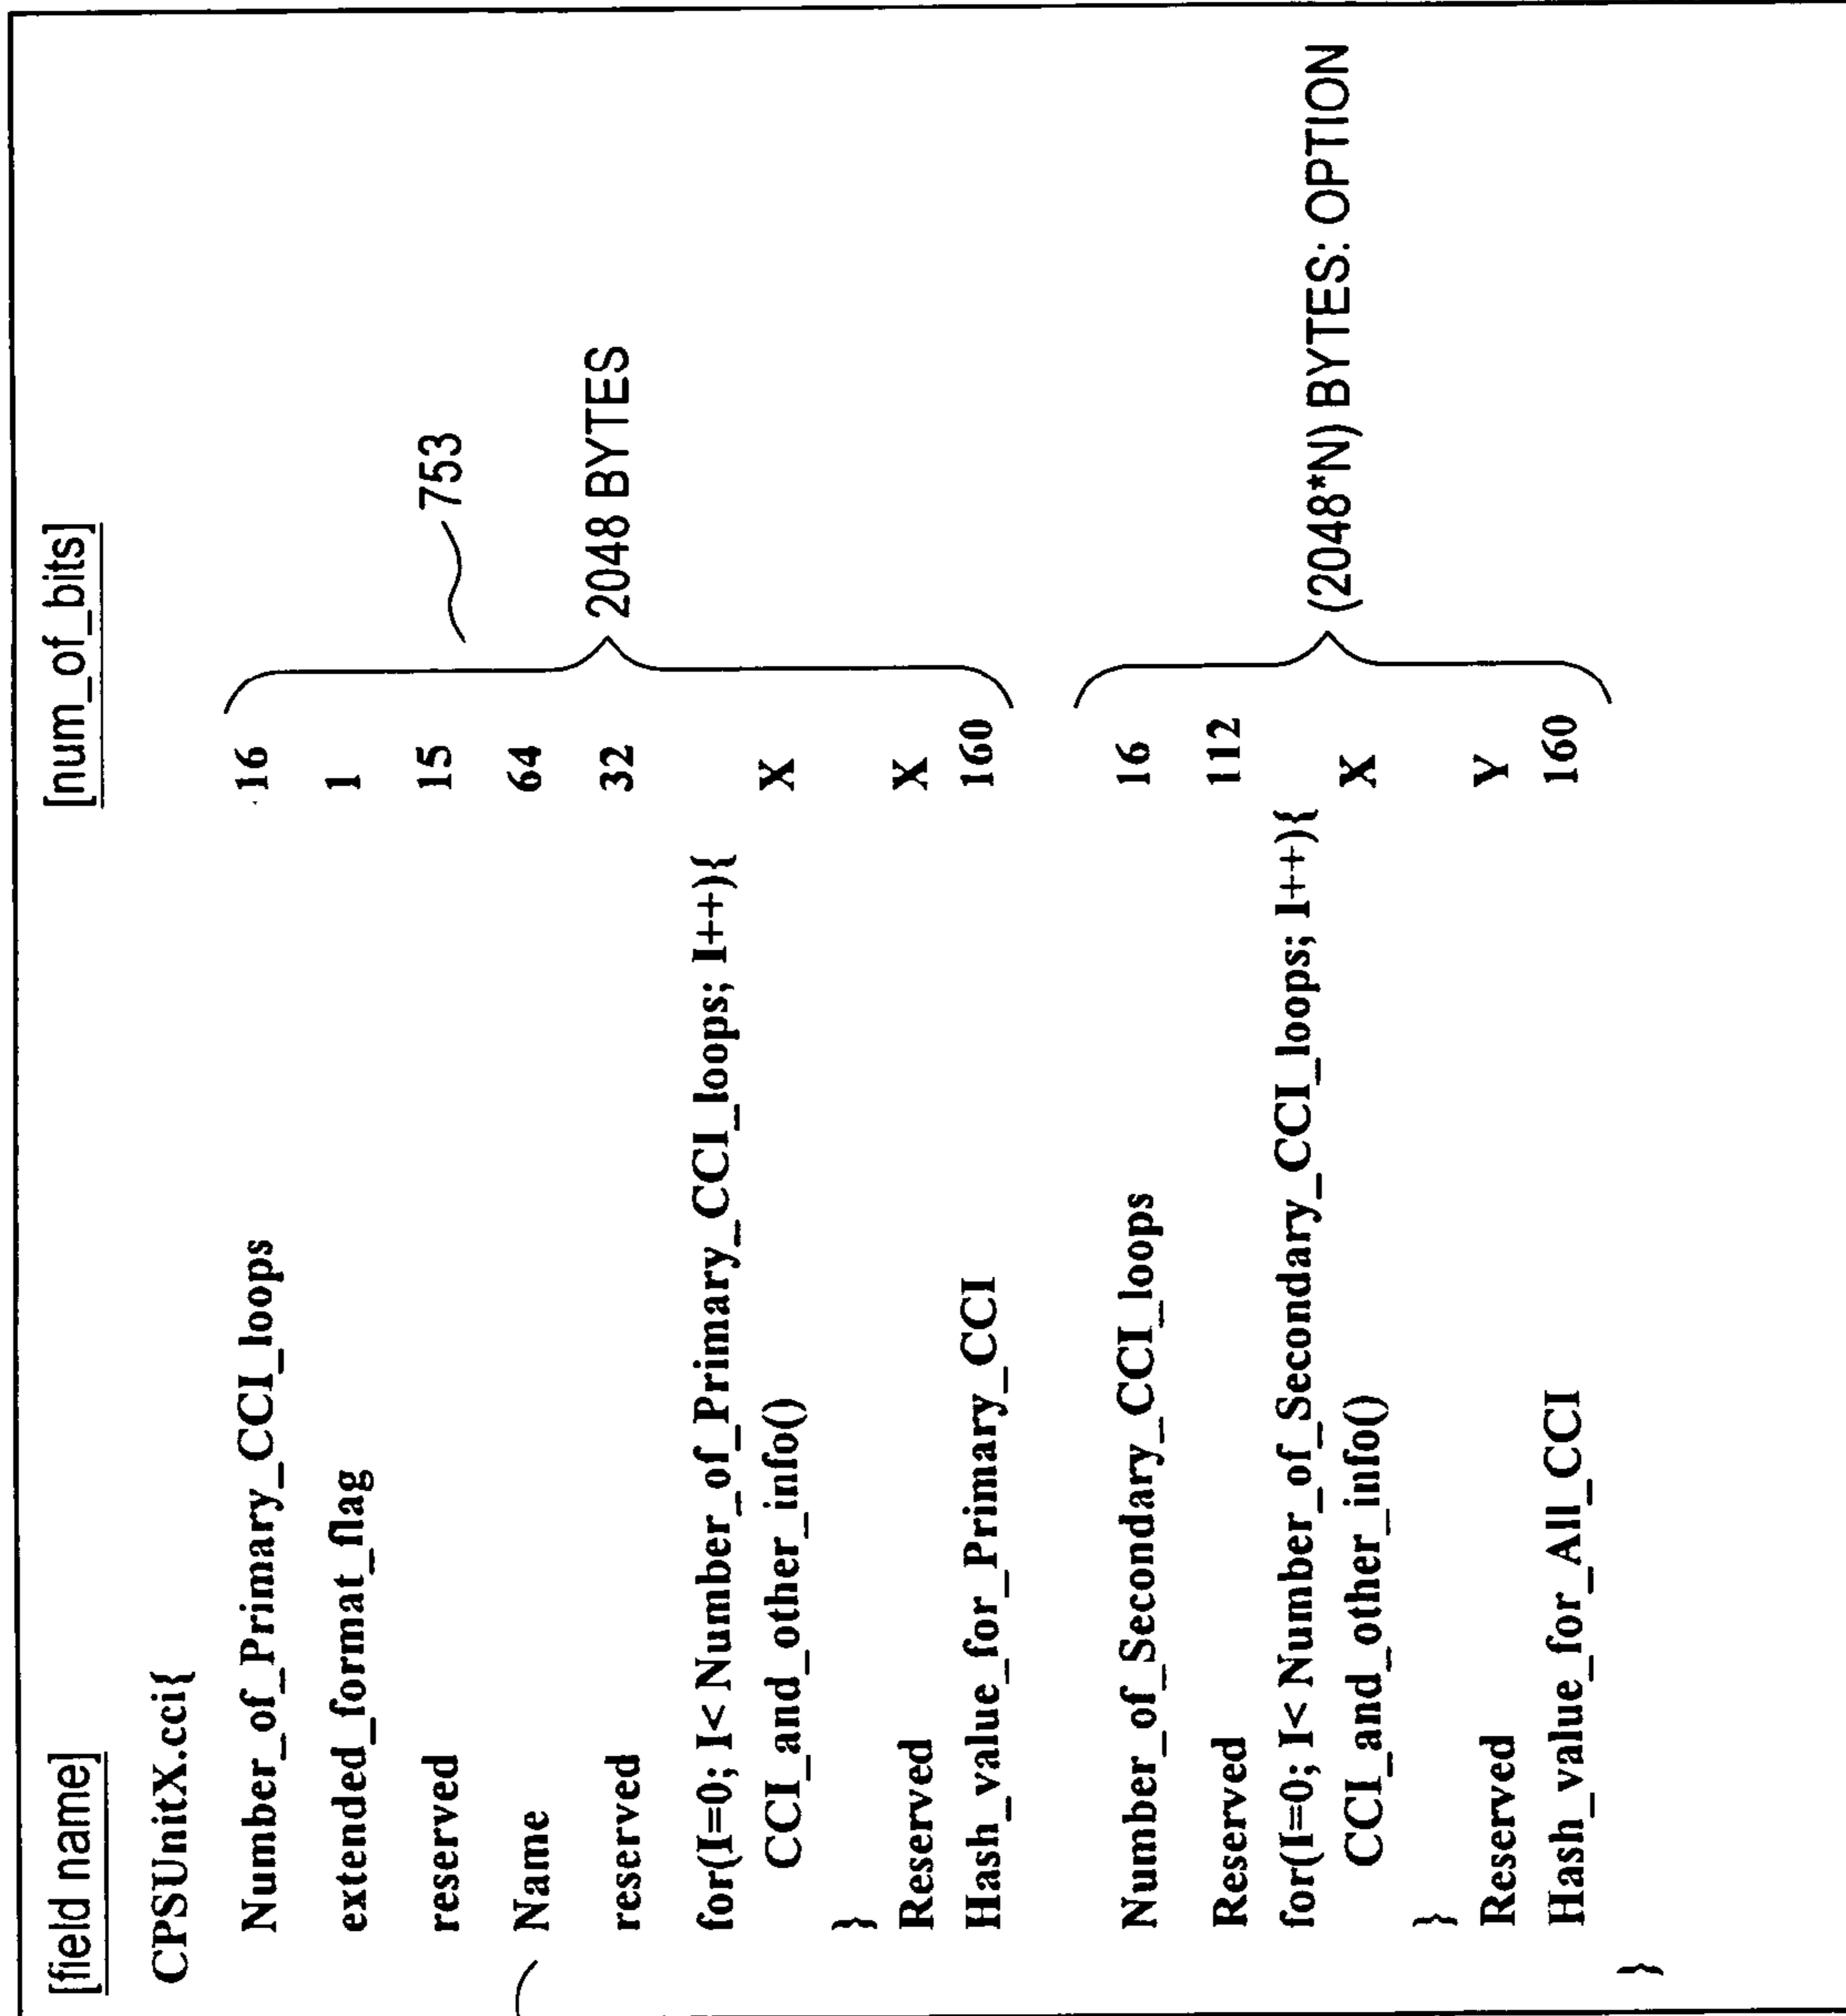 [field name] [num_of_bits]
CPSUnitX.cci{
Number_of_Primary_CCI_loops 16
extended_format_flag 1
reserved 15
753
Name 64
reserved 32
2048 BYTES
for(I=0; I< Number_of_Primary_CCI_loops; I++){
CCI_and_other_info() X
}
Reserved X
Hash_value_for_Primary_CCI 160
Number_of_Secondary_CCI_loops 16
Reserved 112
for(I=0; I< Number_of_Secondary_CCI_loops; I++){
(2048*N) BYTES: OPTION
CCI_and_other_info() X
}
Reserved Y
Hash_value_for_All_CCI 160
}